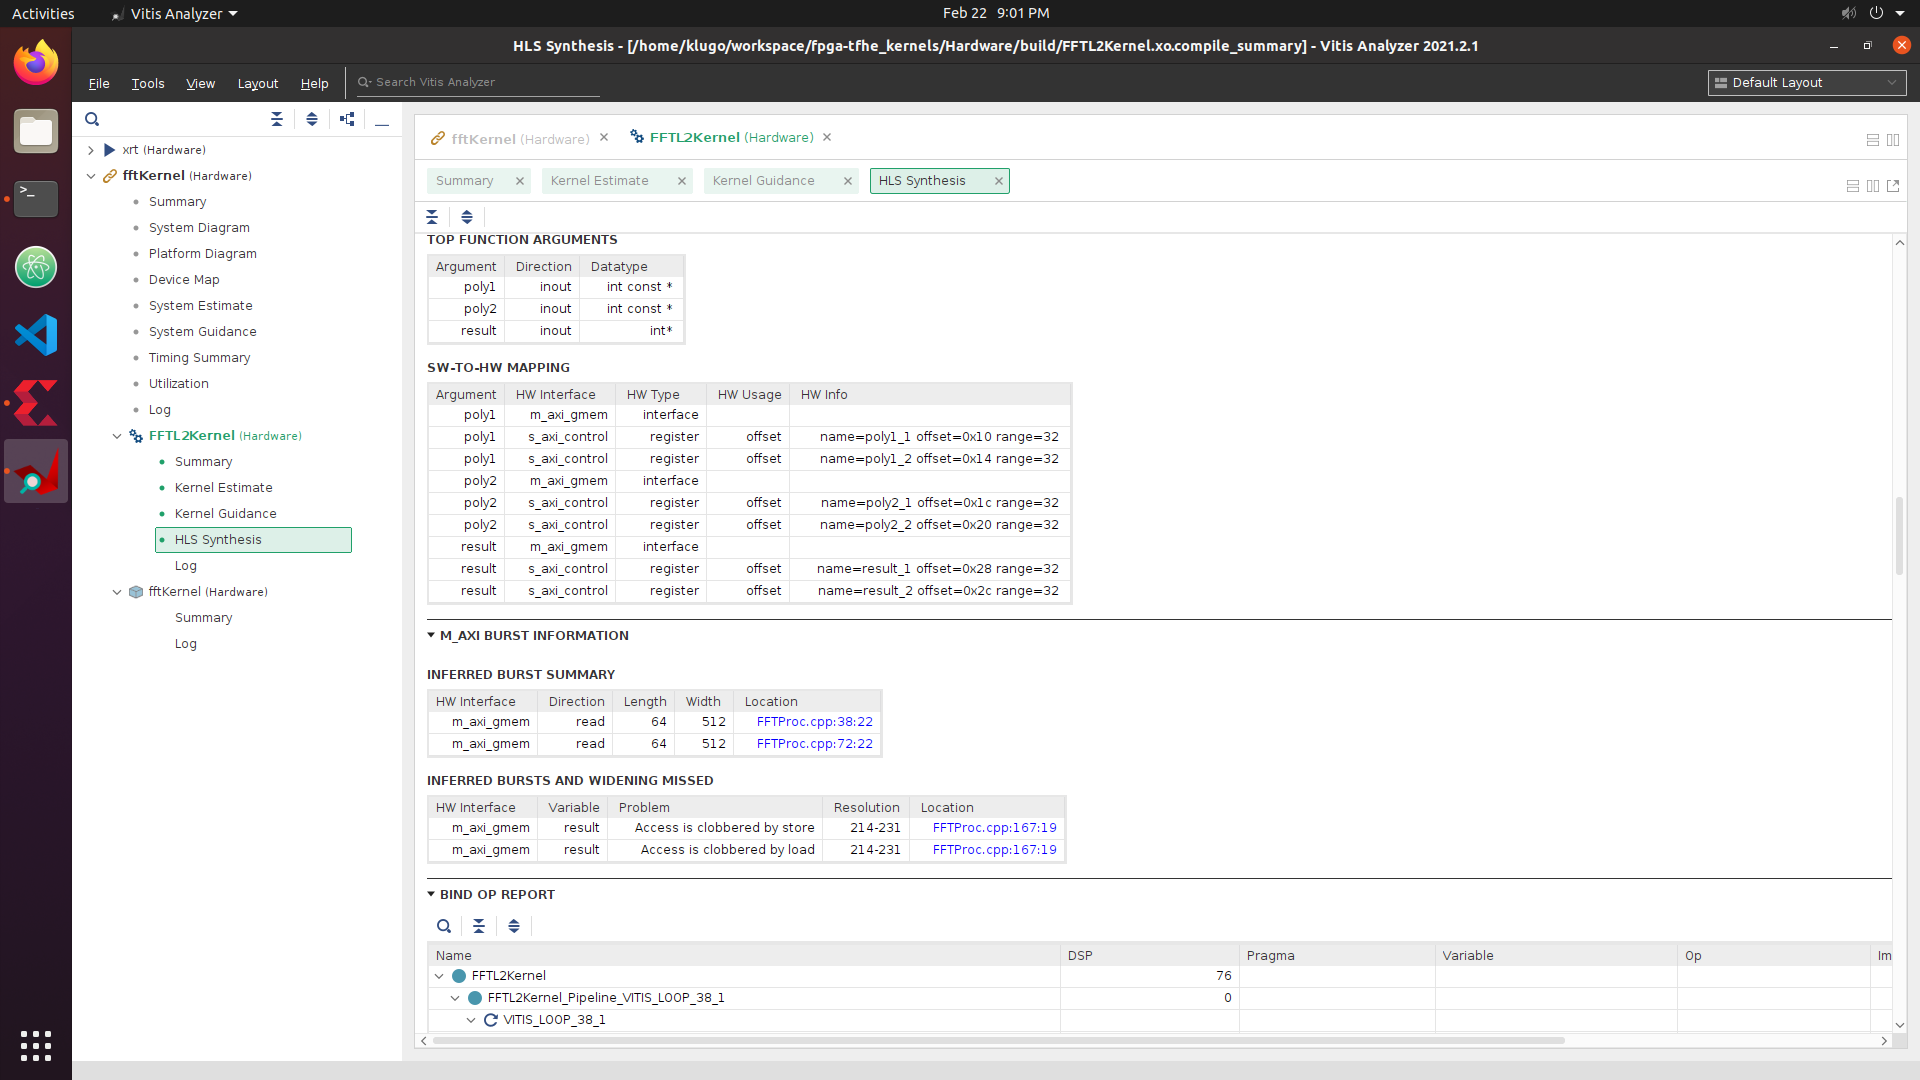 Activities
Vitis Analyzer
Feb 22 9:01 PM
HLS Synthesis - [/home/klugo/workspace/fpga-tfhe_kernels/Hardware/build/FFTL2Kernel.xo.compile_summary] - Vitis Analyzer 2021.2.1
File Tools View Layout Help
Search Vitis Analyzer
Default Layout
xrt (Hardware)
fftKernel (Hardware)
Summary
System Diagram
Platform Diagram
Device Map
System Estimate
System Guidance
Timing Summary
Utilization
Log
FFTL2Kernel (Hardware)
Summary
Kernel Estimate
Kernel Guidance
HLS Synthesis
Log
fftKernel (Hardware)
Summary
Log
fftKernel (Hardware)
FFTL2Kernel (Hardware)
Summary
Kernel Estimate
Kernel Guidance
HLS Synthesis
TOP FUNCTION ARGUMENTS
Argument Direction Datatype
poly1 inout int const *
poly2 inout int const *
result inout int*
SW-TO-HW MAPPING
Argument HW Interface HW Type HW Usage HW Info
poly1 m_axi_gmem interface
poly1 s_axi_control register offset name=poly1_1 offset=0x10 range=32
poly1 s_axi_control register offset name=poly1_2 offset=0x14 range=32
poly2 m_axi_gmem interface
poly2 s_axi_control register offset name=poly2_1 offset=0x1c range=32
poly2 s_axi_control register offset name=poly2_2 offset=0x20 range=32
result m_axi_gmem interface
result s_axi_control register offset name=result_1 offset=0x28 range=32
result s_axi_control register offset name=result_2 offset=0x2c range=32
M_AXI BURST INFORMATION
INFERRED BURST SUMMARY
HW Interface Direction Length Width Location
m_axi_gmem read 64 512 FFTProc.cpp:38:22
m_axi_gmem read 64 512 FFTProc.cpp:72:22
INFERRED BURSTS AND WIDENING MISSED
HW Interface Variable Problem Resolution Location
m_axi_gmem result Access is clobbered by store 214-231 FFTProc.cpp:167:19
m_axi_gmem result Access is clobbered by load 214-231 FFTProc.cpp:167:19
BIND OP REPORT
Name DSP Pragma Variable Op Im
FFTL2Kernel 76
FFTL2Kernel_Pipeline_VITIS_LOOP_38_1 0
VITIS_LOOP_38_1